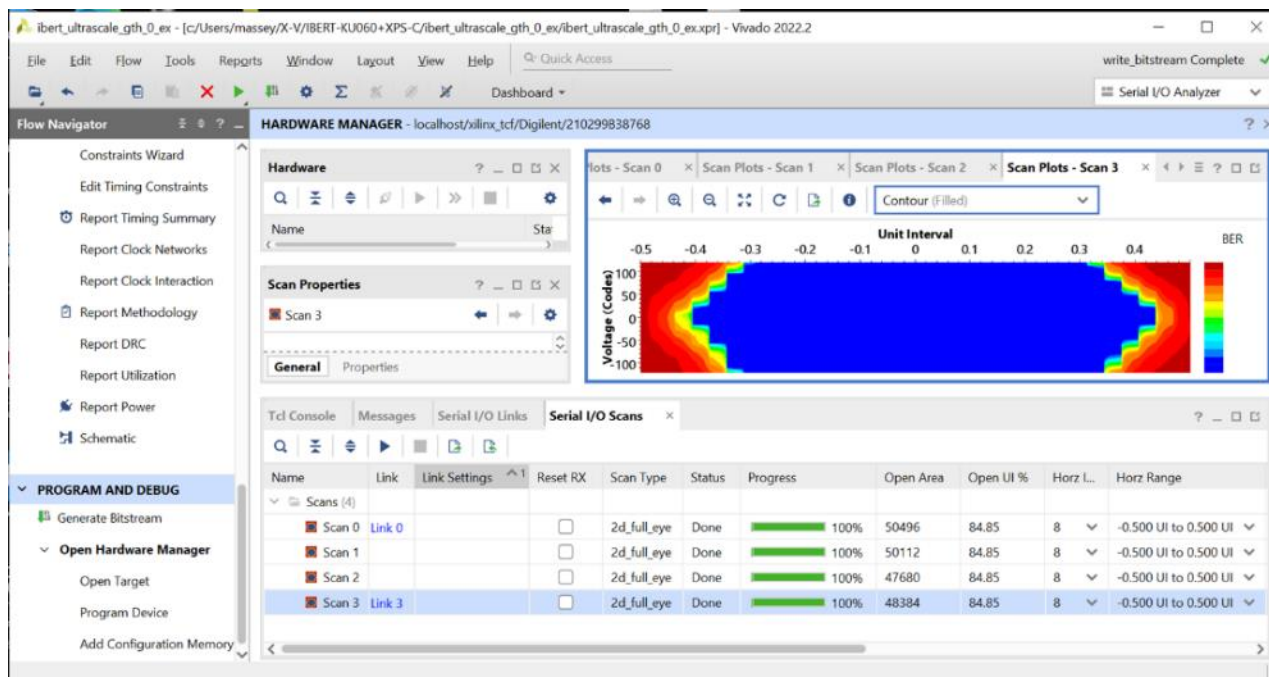 ibert_ultrascale_gth_0_ex - [c:/Users/massey/X-V/IBERT-KU060+XPS-C/ibert_ultrascale_gth_0_ex/ibert_ultrascale_gth_0_ex.xpr] - Vivado 2022.2
File Edit Flow Tools Reports Window Layout View Help Quick Access write_bitstream Complete
Dashboard Serial I/O Analyzer
Flow Navigator
HARDWARE MANAGER - localhost/xilinx_tcf/Digilent/210299B38768
Constraints Wizard
Edit Timing Constraints
Report Timing Summary
Report Clock Networks
Report Clock Interaction
Report Methodology
Report DRC
Report Utilization
Report Power
Schematic
PROGRAM AND DEBUG
Generate Bitstream
Open Hardware Manager
Open Target
Program Device
Add Configuration Memory
Hardware
Name Sta
Scan Properties
Scan 3
General Properties
lots - Scan 0 Scan Plots - Scan 1 Scan Plots - Scan 2 Scan Plots - Scan 3
Contour (Filled)
Unit Interval
BER
-0.5 -0.4 -0.3 -0.2 -0.1 0 0.1 0.2 0.3 0.4
Voltage (Codes)
100
50
0
-50
-100
Tcl Console Messages Serial I/O Links Serial I/O Scans
Name Link Link Settings 1 Reset RX Scan Type Status Progress Open Area Open UI % Horz I... Horz Range
Scans (4)
Scan 0 Link 0 2d_full_eye Done 100% 50496 84.85 8 -0.500 UI to 0.500 UI
Scan 1 2d_full_eye Done 100% 50112 84.85 8 -0.500 UI to 0.500 UI
Scan 2 2d_full_eye Done 100% 47680 84.85 8 -0.500 UI to 0.500 UI
Scan 3 Link 3 2d_full_eye Done 100% 48384 84.85 8 -0.500 UI to 0.500 UI